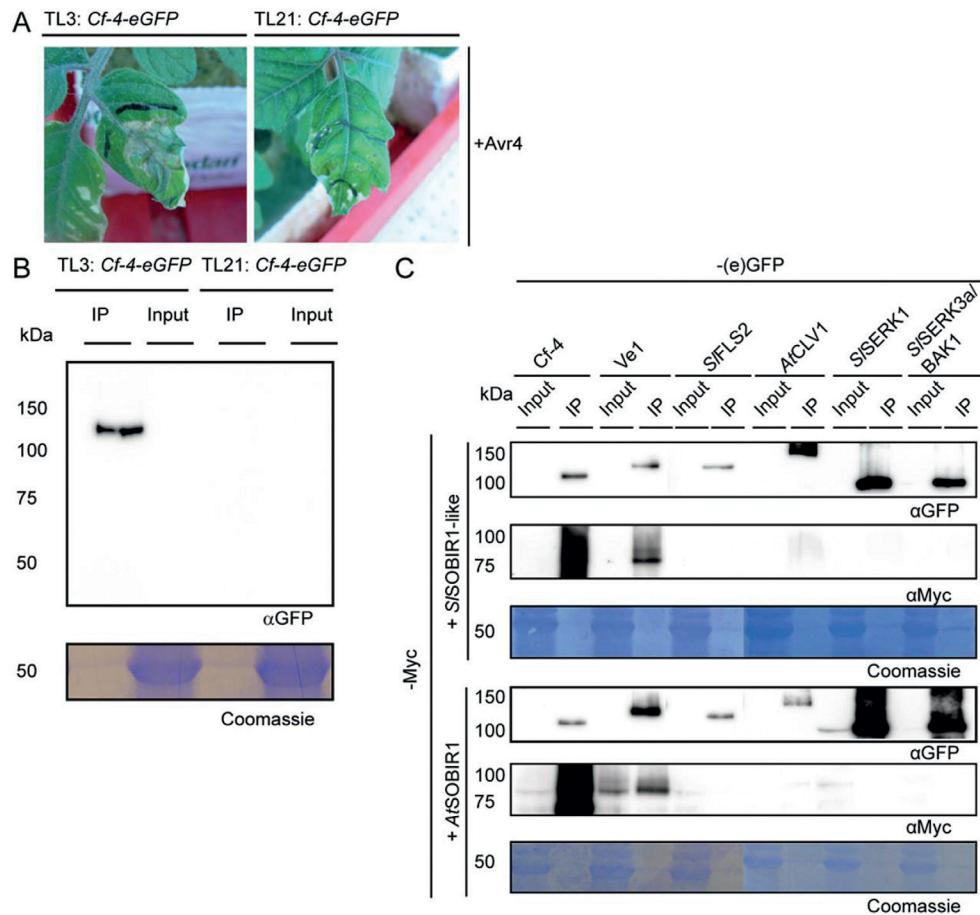 A
TL3: Cf-4-eGFP TL21: Cf-4-eGFP
+Avr4
B
TL3: Cf-4-eGFP TL21: Cf-4-eGFP
IP Input IP Input
kDa
150
100
75
50
αGFP
50
Coomassie
C
-(e)GFP
Cf-4 Ve1 SlFLS2 AtCLV1 SlSERK1 SlSERK3a/
BAK1
kDa
Input IP Input IP Input IP Input IP Input IP Input IP
-Myc
+ SlSOBIR1-like
150
100
αGFP
100
75
αMyc
50
Coomassie
+ AtSOBIR1
150
100
αGFP
100
75
αMyc
50
Coomassie